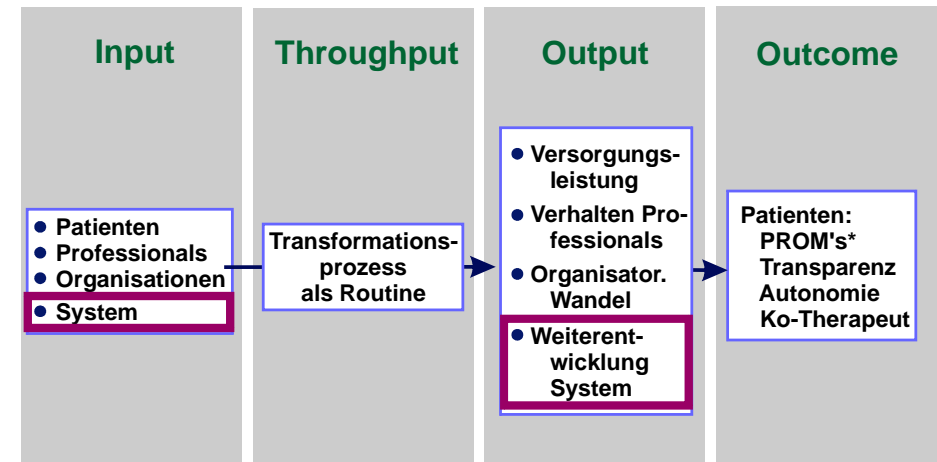 Input
Throughput
Output
Outcome
• Patienten
• Professionals
• Organisationen
• System
Transformations-
prozess
als Routine
• Versorgungs-
leistung
• Verhalten Pro-
fessionals
• Organisator.
Wandel
• Weiterent-
wicklung
System
Patienten:
PROM's*
Transparenz
Autonomie
Ko-Therapeut